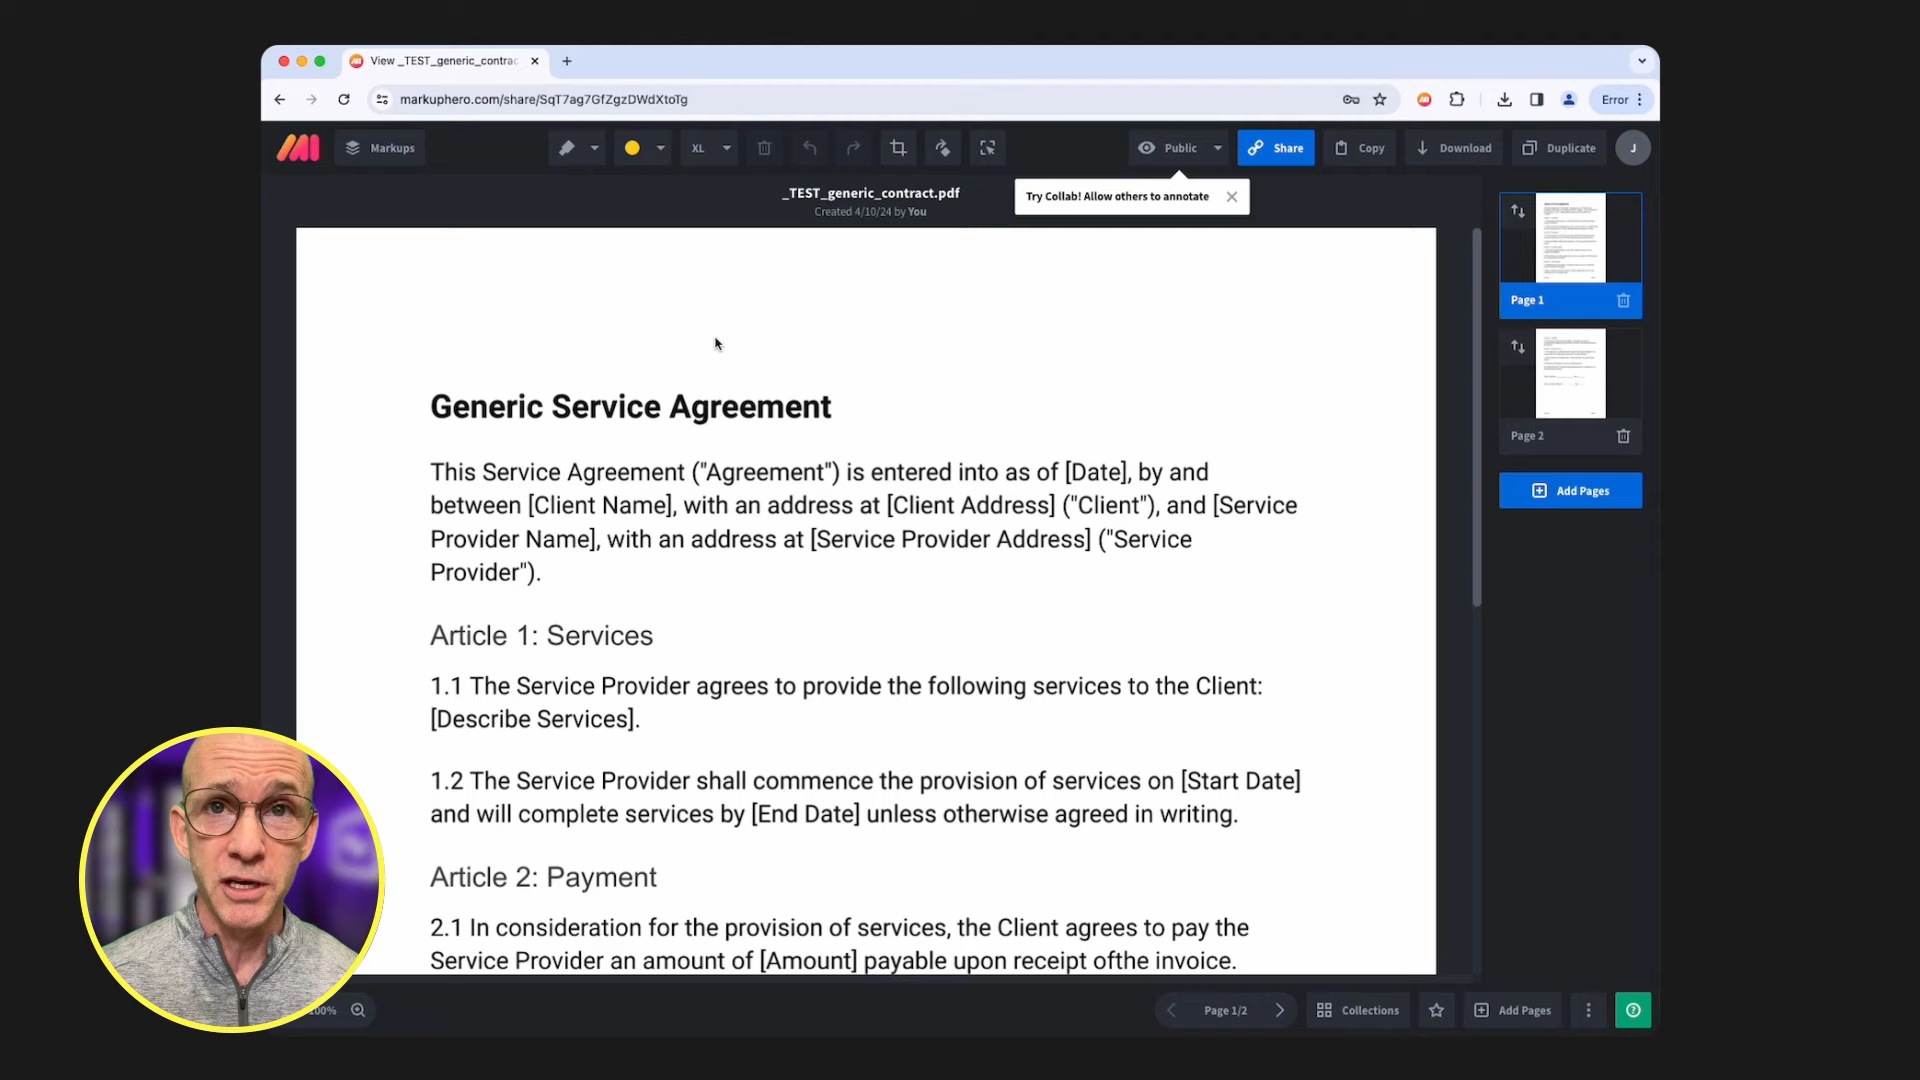 View _TEST_generic_contrac
markuphero.com/share/SqT7ag7GfZgzDWdXtoTg
Error
Markups
XL
Public
Share
Copy
Download
Duplicate
J
_TEST_generic_contract.pdf
Created 4/10/24 by You
Try Collab! Allow others to annotate
Generic Service Agreement
This Service Agreement ("Agreement") is entered into as of [Date], by and
between [Client Name], with an address at [Client Address] ("Client"), and [Service
Provider Name], with an address at [Service Provider Address] ("Service
Provider").
Article 1: Services
1.1 The Service Provider agrees to provide the following services to the Client:
[Describe Services].
1.2 The Service Provider shall commence the provision of services on [Start Date]
and will complete services by [End Date] unless otherwise agreed in writing.
Article 2: Payment
2.1 In consideration for the provision of services, the Client agrees to pay the
Service Provider an amount of [Amount] payable upon receipt ofthe invoice.
Page 1
Page 2
Add Pages
100%
Page 1/2
Collections
Add Pages